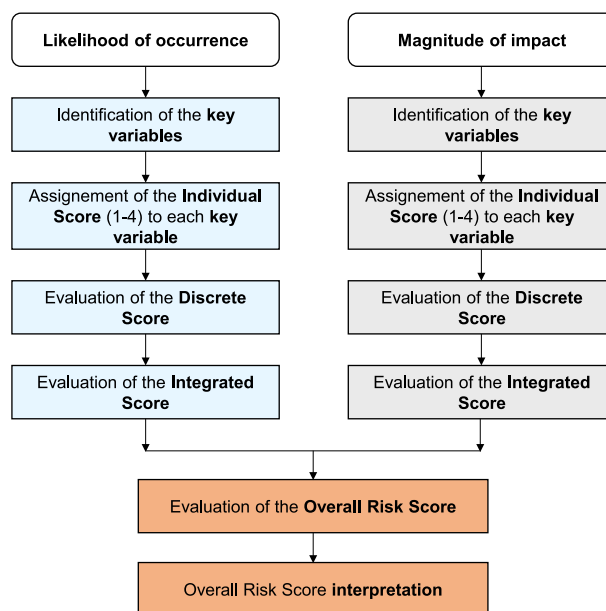 Likelihood of occurrence
Identification of the key
variables
Assignement of the Individual
Score (1-4) to each key
variable
Evaluation of the Discrete
Score
Evaluation of the Integrated
Score
Magnitude of impact
Identification of the key
variables
Assignement of the Individual
Score (1-4) to each key
variable
Evaluation of the Discrete
Score
Evaluation of the Integrated
Score
Evaluation of the Overall Risk Score
Overall Risk Score interpretation